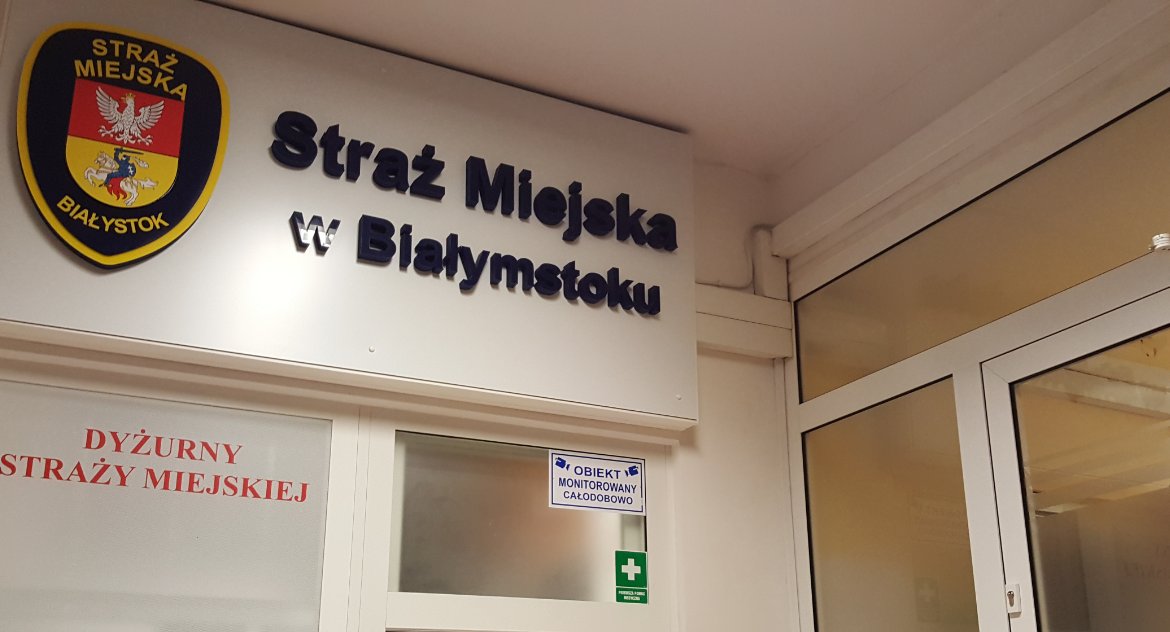 STRAŻ
MIEJSKA
BIAŁYSTOK
Straż Miejska
w Białymstoku
DYŻURNY
STRAŻY MIEJSKIEJ
OBIEKT
MONITOROWANY
CAŁODOBOWO